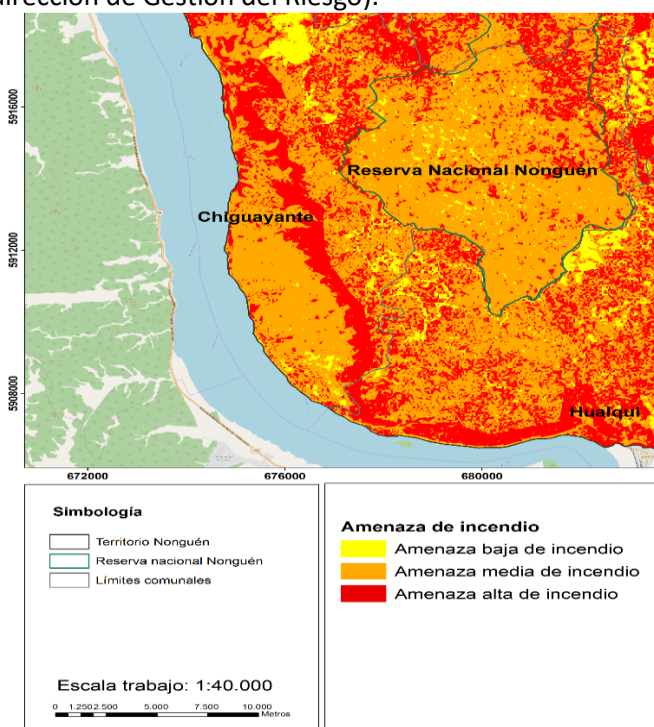 dirección de Gestión del Riesgo).
5916000
5912000
5908000
Reserva Nacional Nonguén
Chiguayante
Hualqui
672000 676000 680000
Simbología
Territorio Nonguén
Reserva nacional Nonguén
Límites comunales
Escala trabajo: 1:40.000
0 1.250 2.500 5.000 7.500 10.000
Metros
Amenaza de incendio
Amenaza baja de incendio
Amenaza media de incendio
Amenaza alta de incendio